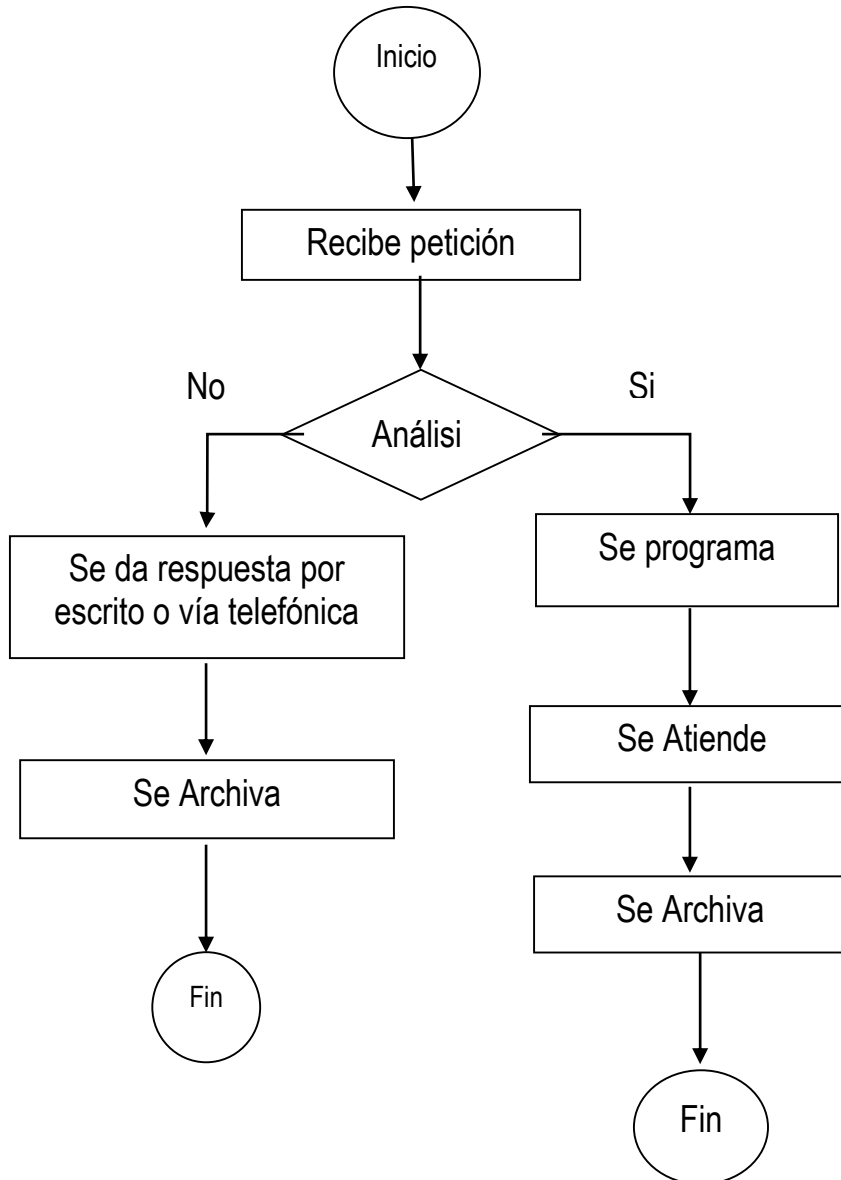 Inicio
Recibe petición
No
Si
Análisi
Se da respuesta por
escrito o vía telefónica
Se programa
Se Atiende
Se Archiva
Se Archiva
Fin
Fin